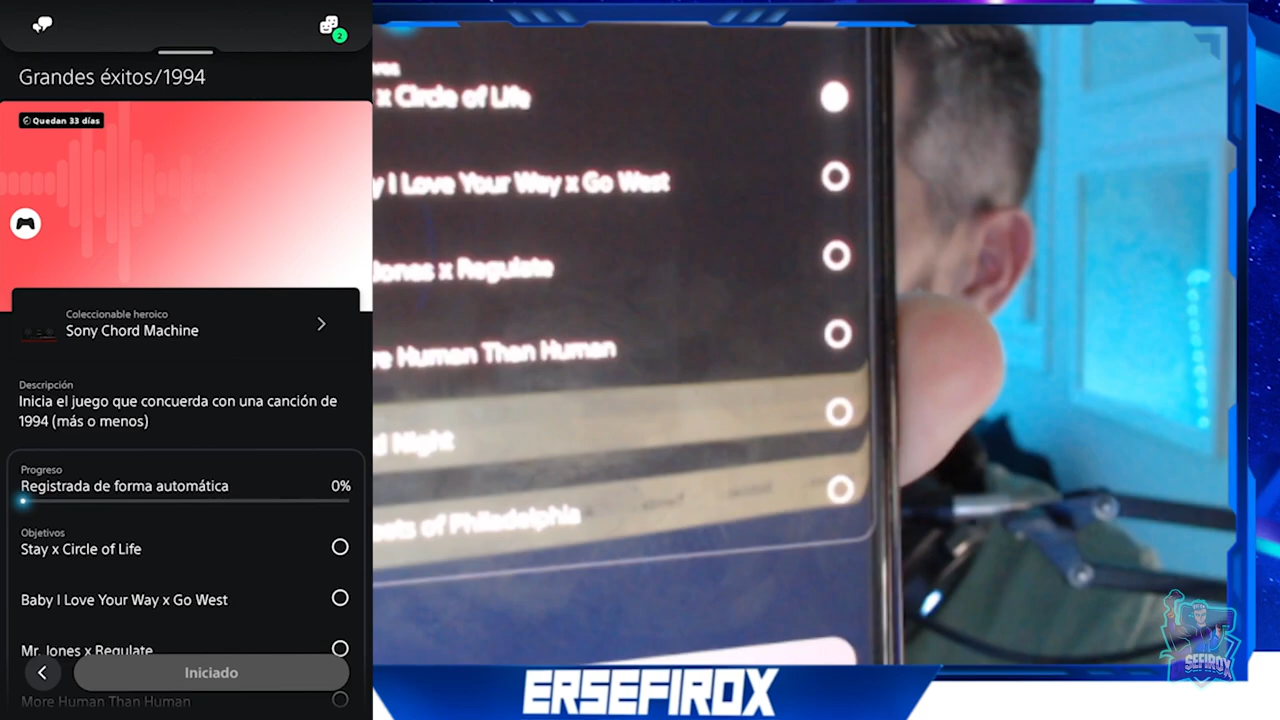 2
Grandes éxitos/1994
Quedan 33 días
Coleccionable heroico
Sony Chord Machine
Descripción
Inicia el juego que concuerda con una canción de
1994 (más o menos)
Progreso
Registrada de forma automática 0%
Objetivos
Stay x Circle of Life
Baby I Love Your Way x Go West
Mr. Jones x Regulate
Iniciado
More Human Than Human
x Circle of Life
y I Love Your Way x Go West
Jones x Regulate
re Human Than Human
d Night
eets of Philadelphia
ERSEFIROX
SEFIROX